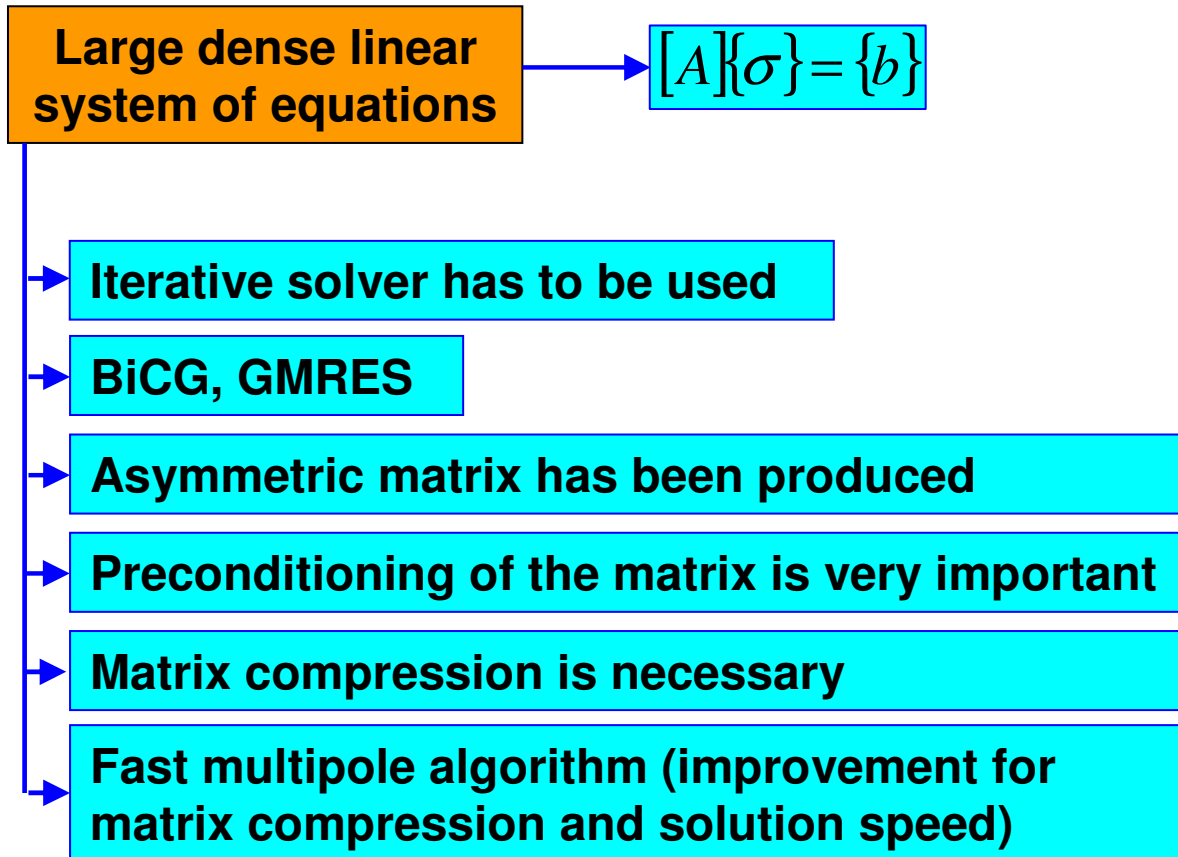 Large dense linear
system of equations
[A]{σ}={b}
Iterative solver has to be used
BiCG, GMRES
Asymmetric matrix has been produced
Preconditioning of the matrix is very important
Matrix compression is necessary
Fast multipole algorithm (improvement for
matrix compression and solution speed)